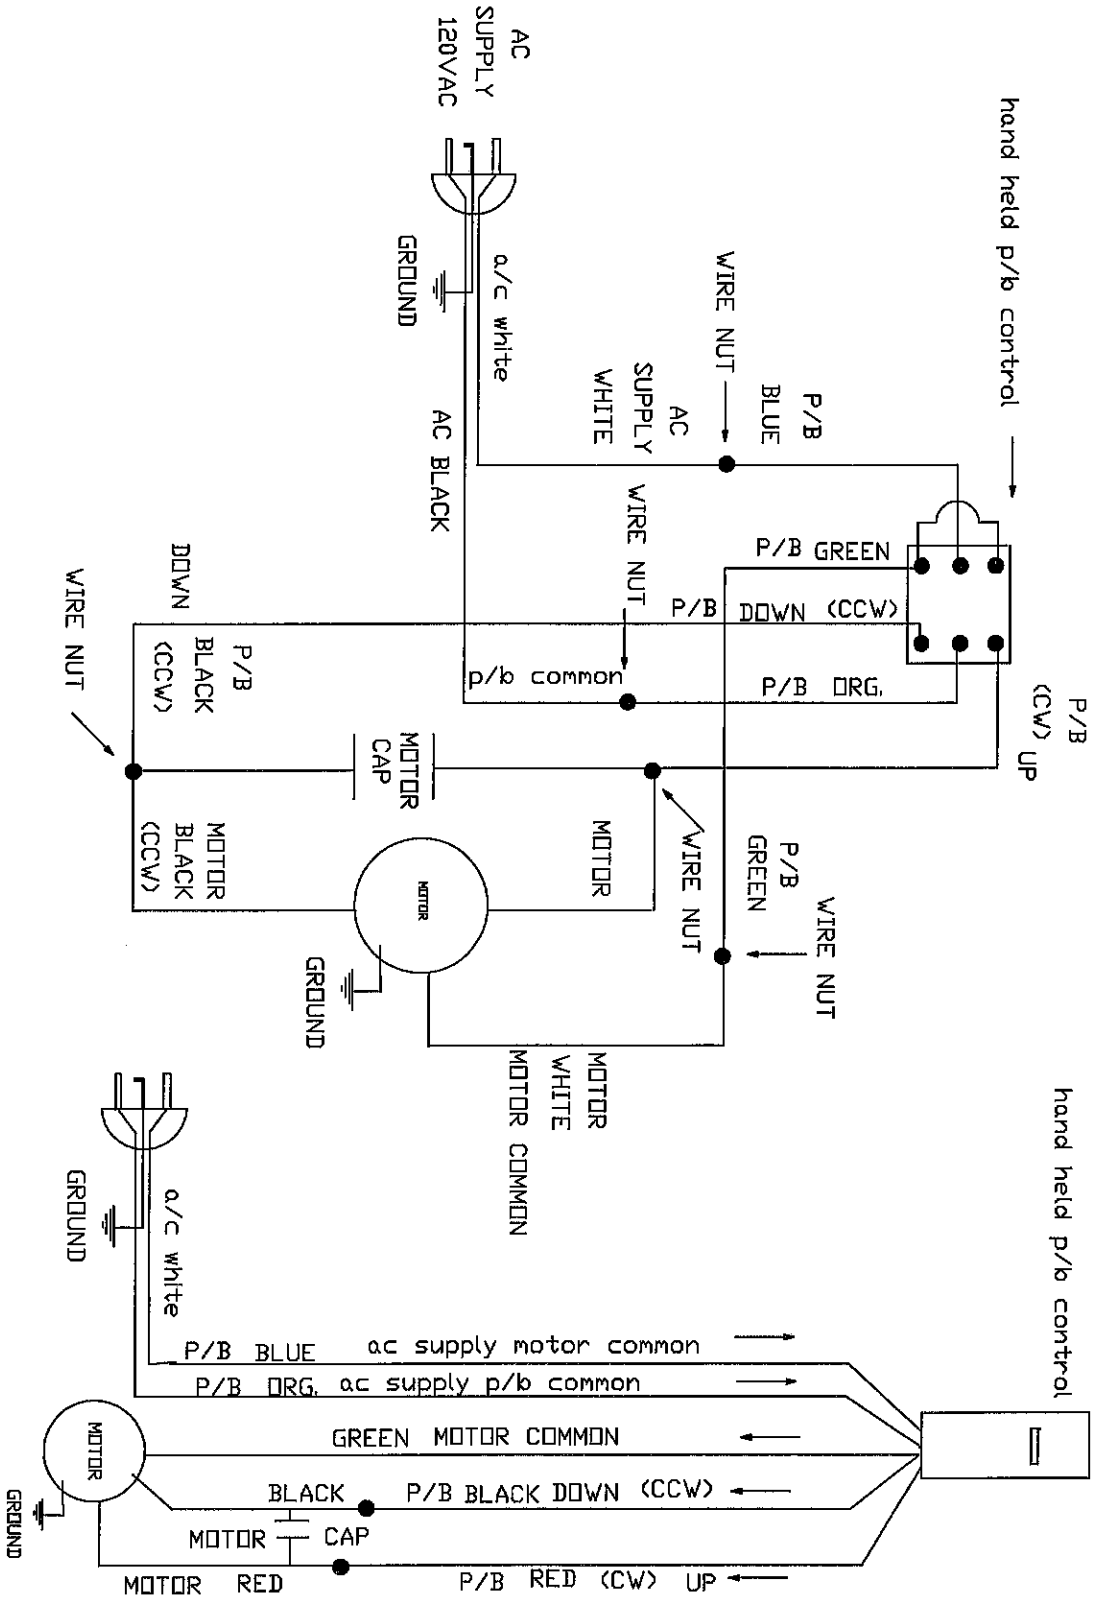 AC
SUPPLY
120VAC
hand held p/b control
GROUND
a/c white
AC BLACK
WIRE NUT
P/B
BLUE
AC
SUPPLY
WHITE
WIRE NUT
P/B GREEN
P/B DOWN (CCW)
p/b common
P/B ORG.
P/B
(CW) UP
DOWN
P/B
BLACK
(CCW)
WIRE NUT
MOTOR
CAP
MOTOR
BLACK
(CCW)
MOTOR
MOTOR
WIRE NUT
P/B
GREEN
WIRE NUT
GROUND
MOTOR
WHITE
MOTOR COMMON
hand held p/b control
GROUND
a/c white
P/B BLUE ac supply motor common
P/B ORG. ac supply p/b common
GREEN MOTOR COMMON
BLACK P/B BLACK DOWN (CCW)
MOTOR CAP
MOTOR
GROUND
MOTOR RED P/B RED (CW) UP